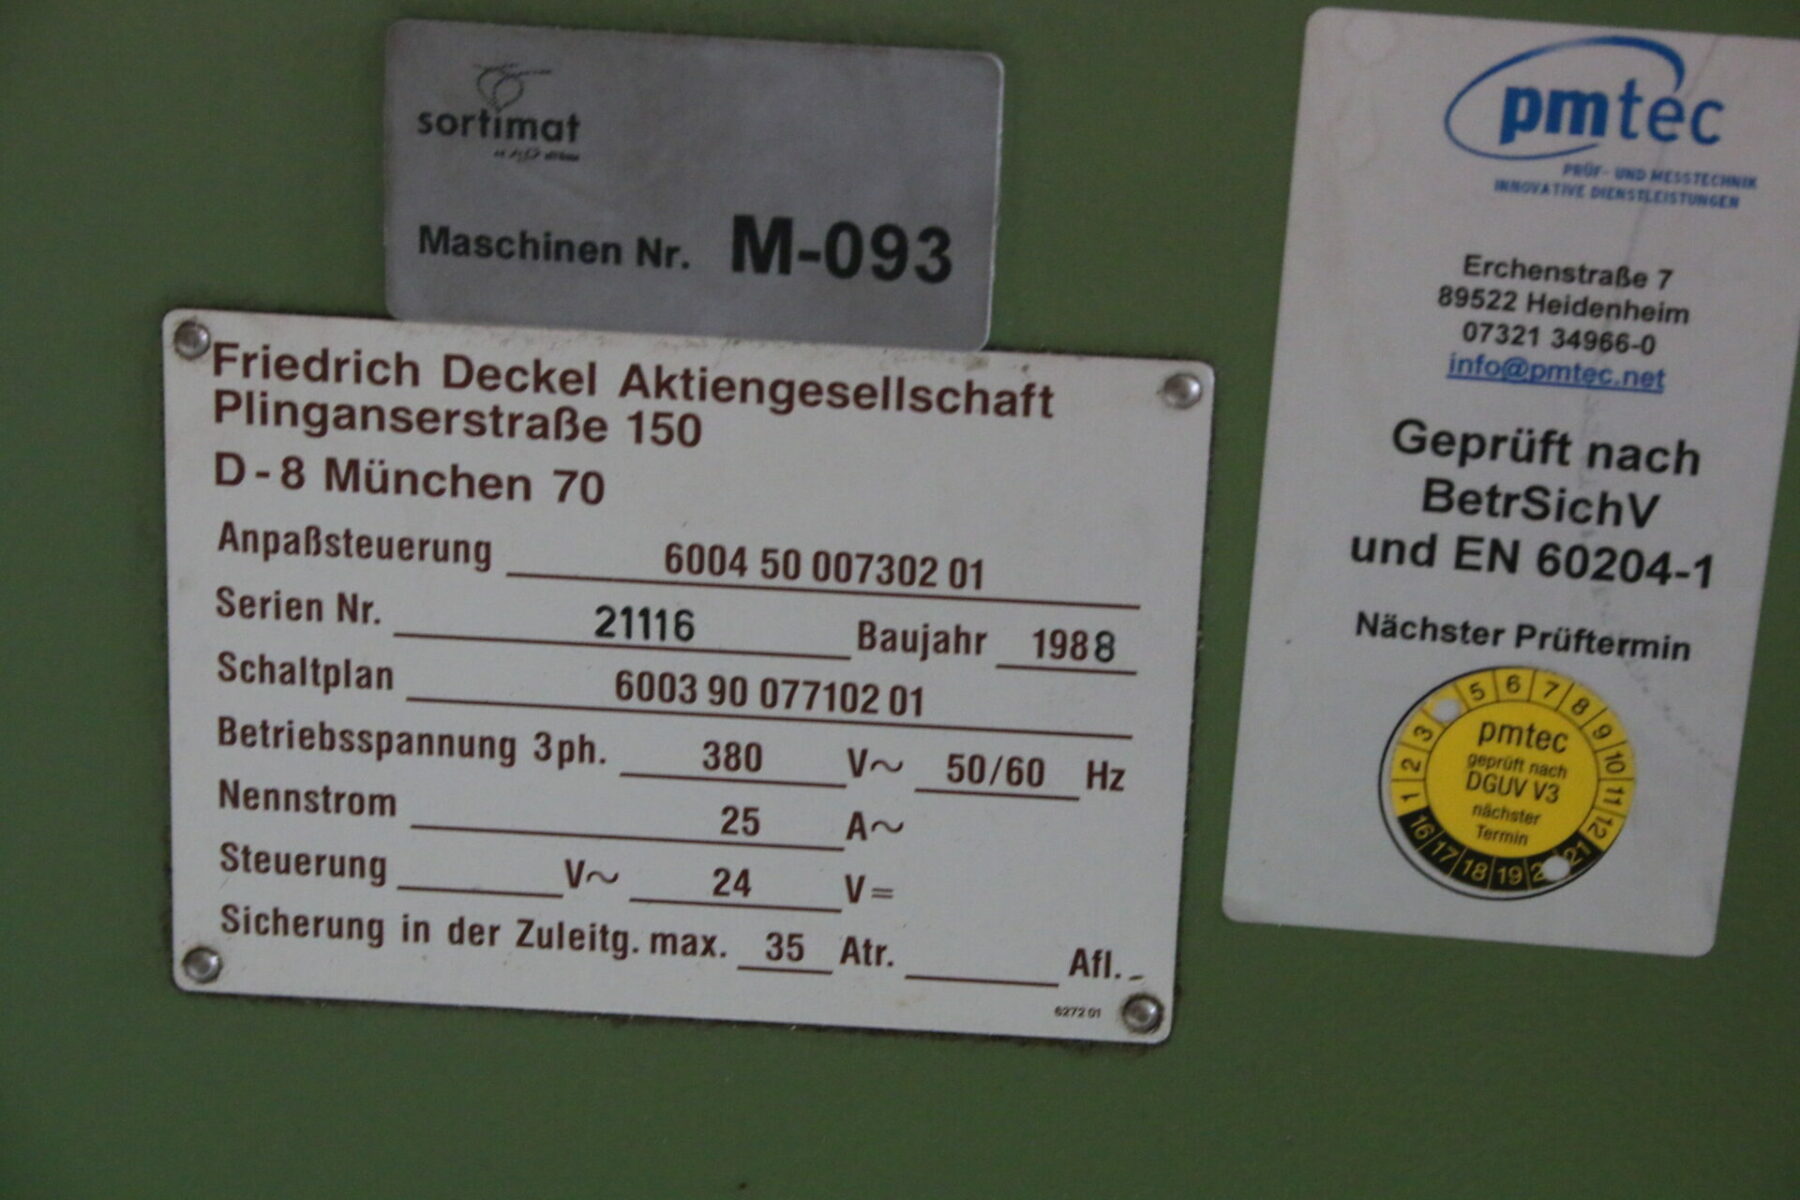 sortimat
Maschinen Nr. M-093
Friedrich Deckel Aktiengesellschaft
Plinganserstraße 150
D-8 München 70
Anpaßsteuerung 6004 50 007302 01
Serien Nr. 21116 Baujahr 1988
Schaltplan 6003 90 077102 01
Betriebsspannung 3ph. 380 V~ 50/60 Hz
Nennstrom 25 A~
Steuerung V~ 24 V=
Sicherung in der Zuleitg. max. 35 Atr. Afl.
6272 01
pmtec
PRÜF- UND MESSTECHNIK
INNOVATIVE DIENSTLEISTUNGEN
Erchenstraße 7
89522 Heidenheim
07321 34966-0
info@pmtec.net
Geprüft nach
BetrSichV
und EN 60204-1
Nächster Prüftermin
1 2 3 5 6 7 8 9 10 11 12
pmtec
geprüft nach
DGUV V3
nächster
Termin
16 17 18 19 21